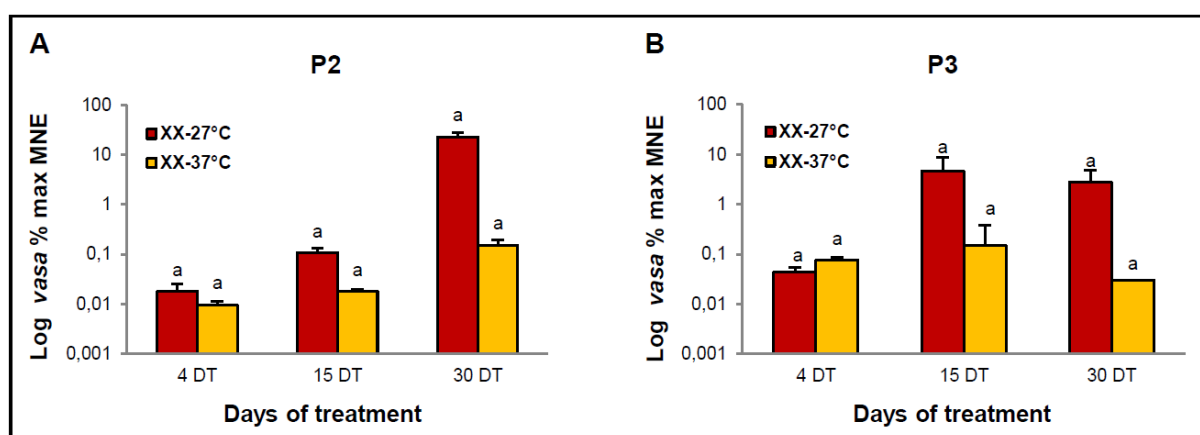 A
P2
Log vasa % max MNE
100
10
1
0,1
0,01
0,001
XX-27°C
XX-37°C
a
a
a
a
a
a
4 DT
15 DT
30 DT
Days of treatment
B
P3
Log vasa % max MNE
100
10
1
0,1
0,01
0,001
XX-27°C
XX-37°C
a
a
a
a
a
a
4 DT
15 DT
30 DT
Days of treatment